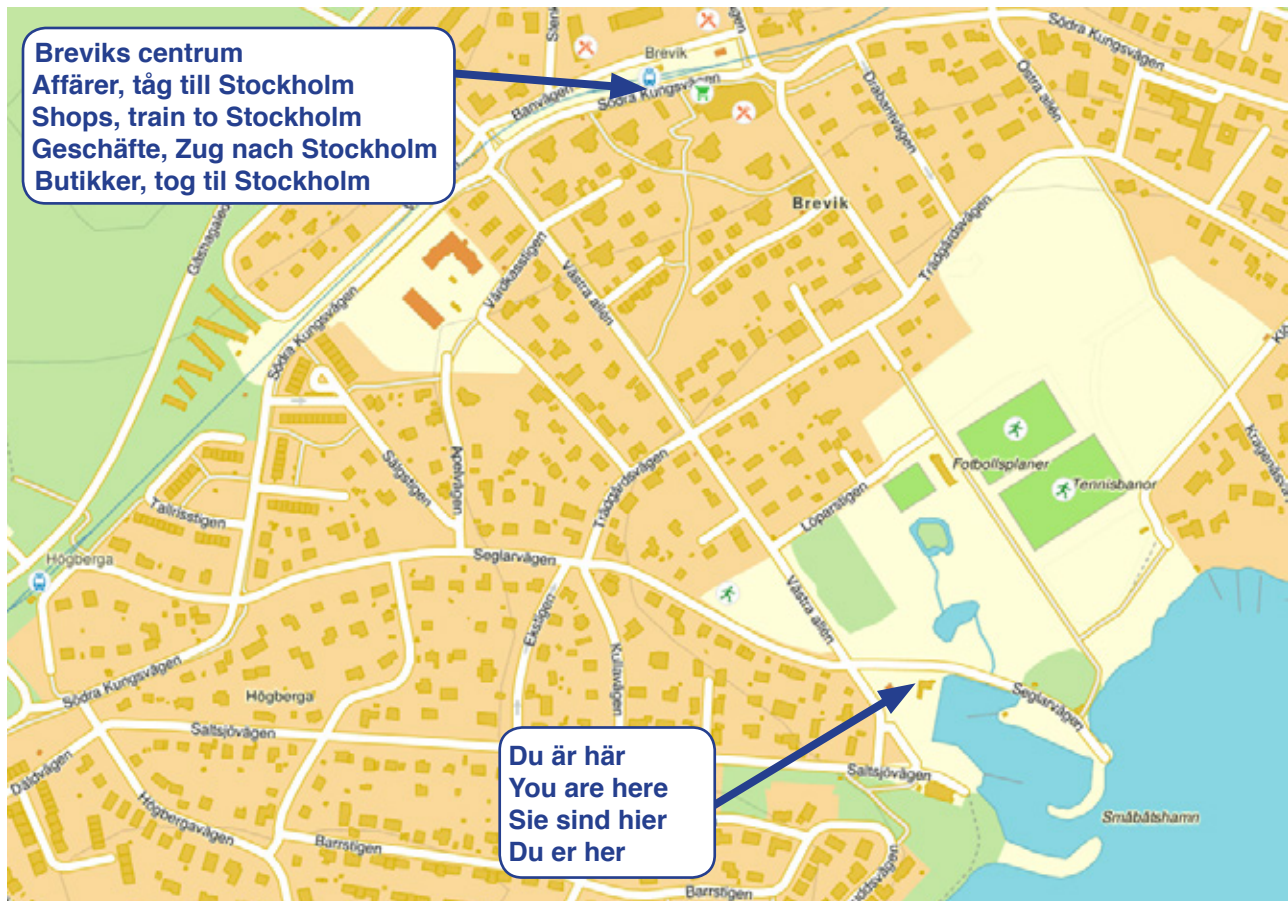 Breviks centrum
Affärer, tåg till Stockholm
Shops, train to Stockholm
Geschäfte, Zug nach Stockholm
Butikker, tog til Stockholm
Brevik
Banvägen
Södra Kungsvägen
Södra Kungsvägen
Östra allén
Drabantvägen
Brevik
Trädgårdsvägen
Gåshagaleden
Vårdkasstigen
Västra allén
Södra Kungsvägen
Fotbollsplaner
Tennisbanor
Sälgstigen
Apelvägen
Trädgårdsvägen
Löparstigen
Tallrisstigen
Högberga
Seglarvägen
Västra allén
Ekstigen
Kullavägen
Södra Kungsvägen
Högberga
Seglarvägen
Saltsjövägen
Du är här
You are here
Sie sind hier
Du er her
Saltsjövägen
Däldvägen
Högbergavägen
Småbåtshamn
Barrstigen
Barrstigen